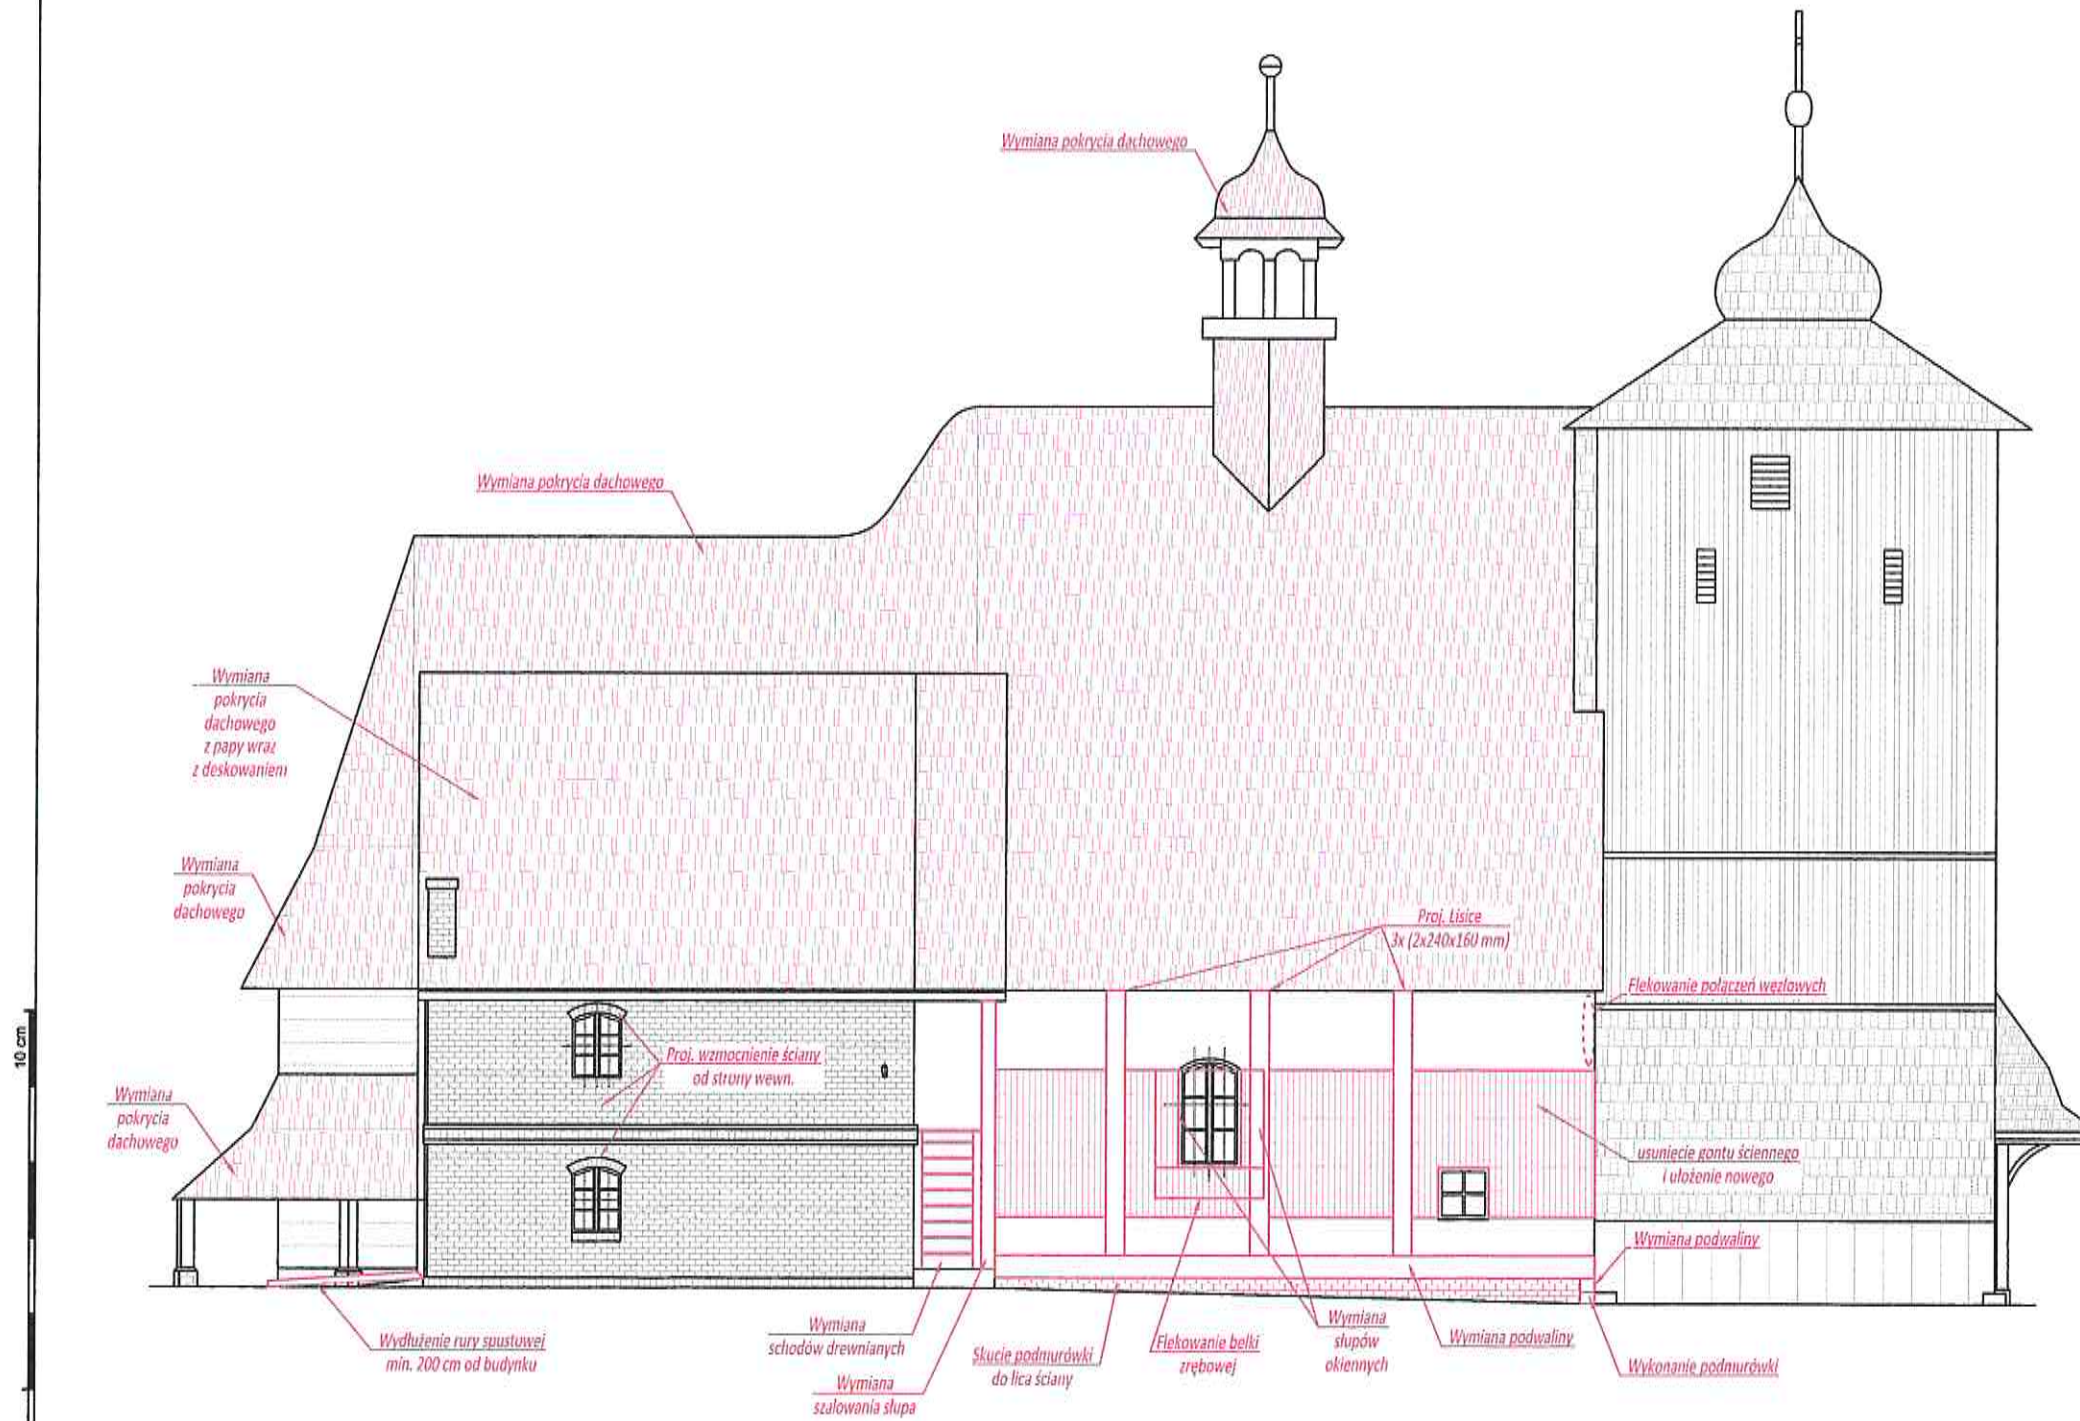 Wymiana pokrycia dachowego
Wymiana pokrycia dachowego
Wymiana
pokrycia
dachowego
z papy wraz
z deskowaniem
Wymiana
pokrycia
dachowego
Proj. Lisice
3x (2x240x160 mm)
Flekowanie połączeń węzłowych
10 cm
Proj. wzmocnienie ściany
od strony wewn.
Wymiana
pokrycia
dachowego
usunięcie gontu ściennego
i ułożenie nowego
Wymiana podwaliny
Wydłużenie rury spustowej
min. 200 cm od budynku
Wymiana
schodów drewnianych
Wymiana
szalowania słupa
Skucie podmurówki
do lica ściany
Flekowanie belki
zrębowej
Wymiana
słupów
okiennych
Wymiana podwaliny
Wykonanie podmurówki